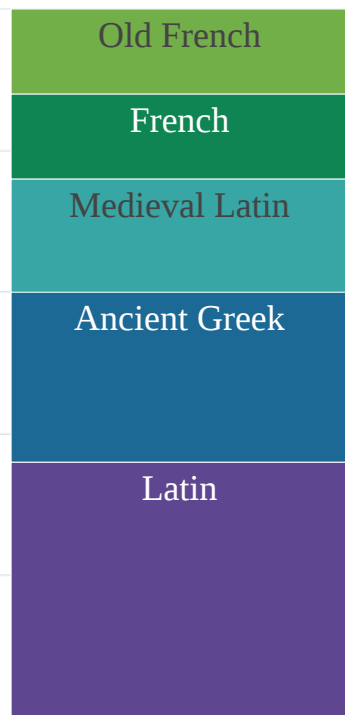 Old French
French
Medieval Latin
Ancient Greek
Latin